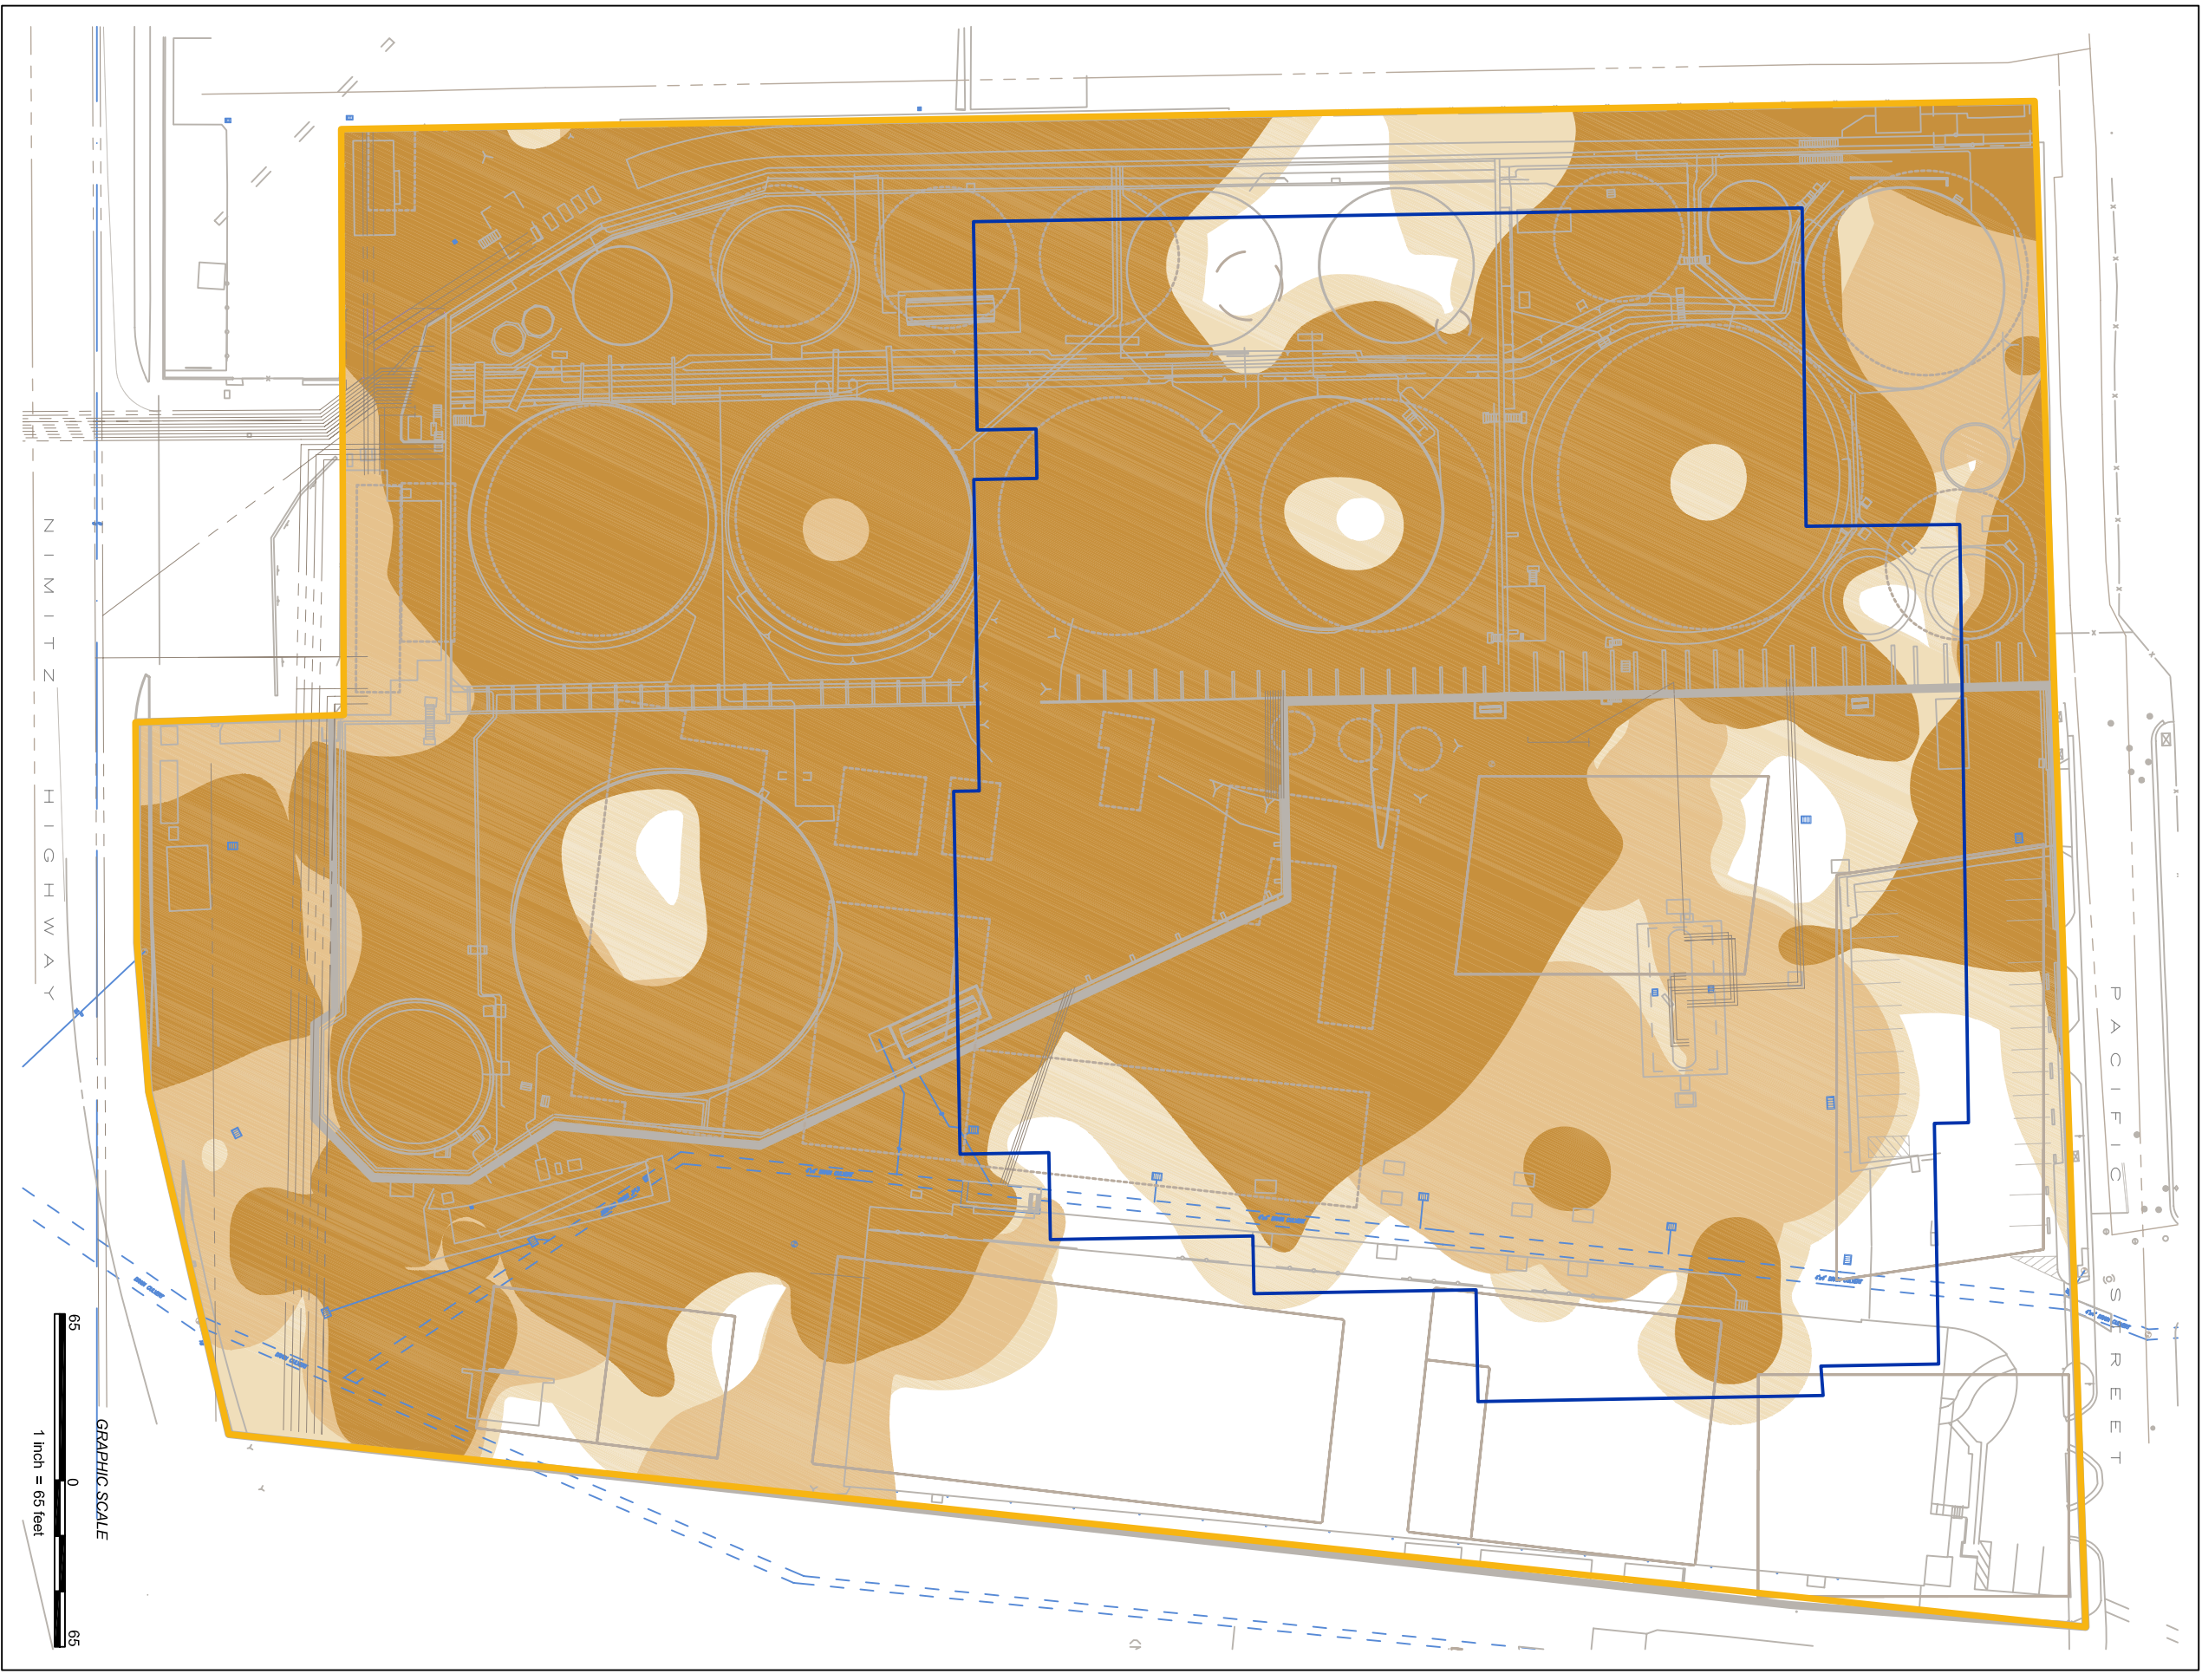 NIMITZ HIGHWAY
PACIFIC STREET
GRAPHIC SCALE
65 0 65
1 inch = 65 feet